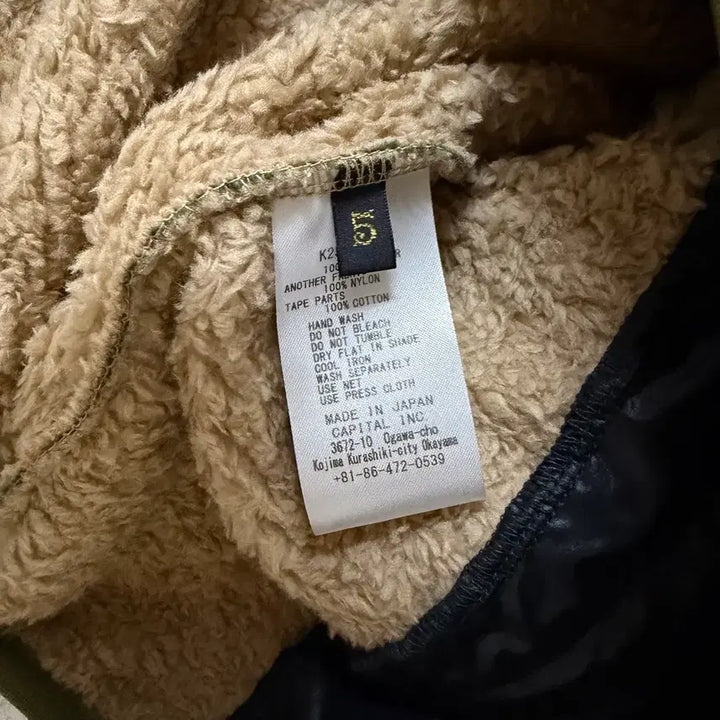 ANOTHER
100% NYLON
TAPE PARTS
100% COTTON
HAND WASH
DO NOT BLEACH
DO NOT TUMBLE
DRY FLAT IN SHADE
COOL IRON
WASH SEPARATELY
USE NET
USE PRESS CLOTH
MADE IN JAPAN
CAPITAL INC.
3672-10 Ogawa-cho
Kojima Kurashiki-city Okayama
+81-86-472-0539